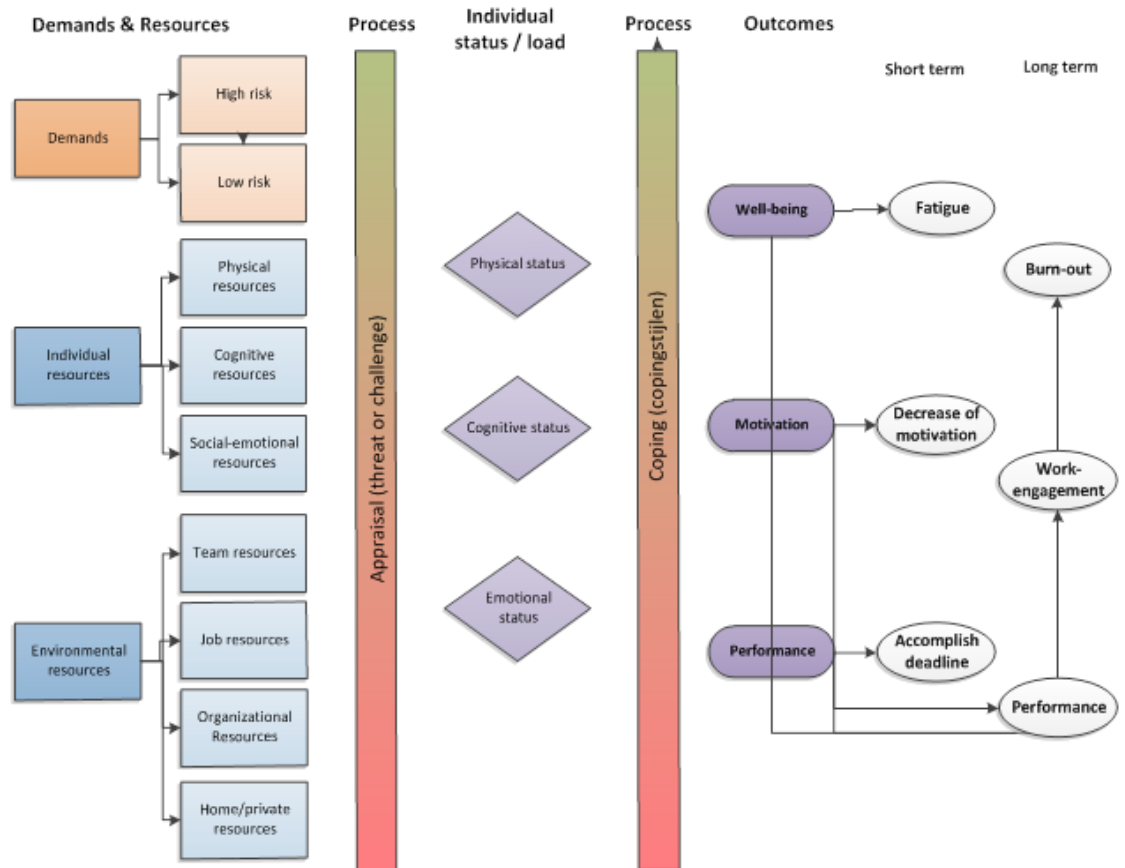 Demands & Resources
Process
Individual
status / load
Process
Outcomes
Short term
Long term
Demands
High risk
Low risk
Individual
resources
Physical
resources
Cognitive
resources
Social-emotional
resources
Environmental
resources
Team resources
Job resources
Organizational
Resources
Home/private
resources
Appraisal (threat or challenge)
Physical status
Cognitive status
Emotional
status
Coping (copingstijlen)
Well-being
Fatigue
Burn-out
Motivation
Decrease of
motivation
Work-
engagement
Performance
Accomplish
deadline
Performance